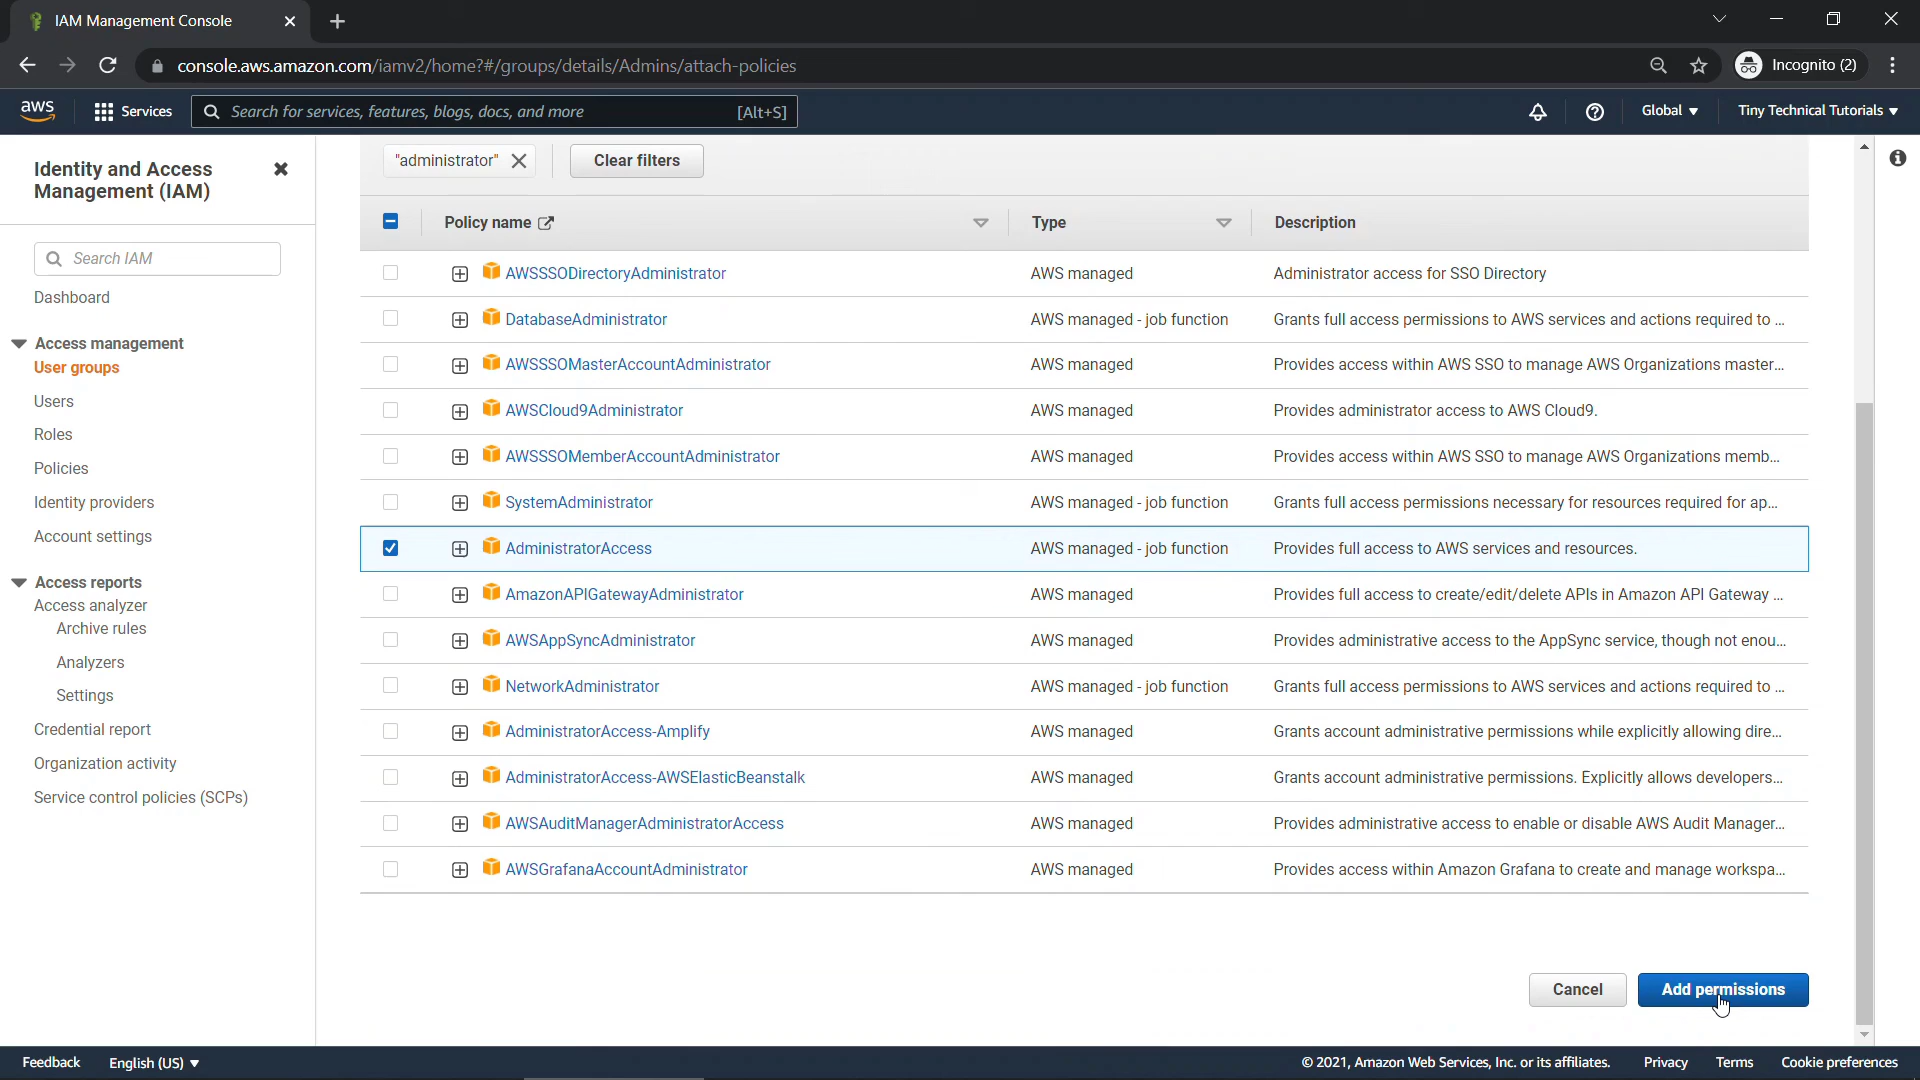 IAM Management Console
console.aws.amazon.com/iamv2/home?#/groups/details/Admins/attach-policies
Incognito (2)
aws
Services
Search for services, features, blogs, docs, and more
[Alt+S]
Global
Tiny Technical Tutorials
Identity and Access
Management (IAM)
Search IAM
Dashboard
Access management
User groups
Users
Roles
Policies
Identity providers
Account settings
Access reports
Access analyzer
Archive rules
Analyzers
Settings
Credential report
Organization activity
Service control policies (SCPs)
"administrator"
Clear filters
Policy name Type Description
AWSSSODirectoryAdministrator AWS managed Administrator access for SSO Directory
DatabaseAdministrator AWS managed - job function Grants full access permissions to AWS services and actions required to ...
AWSSSOMasterAccountAdministrator AWS managed Provides access within AWS SSO to manage AWS Organizations master...
AWSCloud9Administrator AWS managed Provides administrator access to AWS Cloud9.
AWSSSOMemberAccountAdministrator AWS managed Provides access within AWS SSO to manage AWS Organizations memb...
SystemAdministrator AWS managed - job function Grants full access permissions necessary for resources required for ap...
AdministratorAccess AWS managed - job function Provides full access to AWS services and resources.
AmazonAPIGatewayAdministrator AWS managed Provides full access to create/edit/delete APIs in Amazon API Gateway ...
AWSAppSyncAdministrator AWS managed Provides administrative access to the AppSync service, though not enou...
NetworkAdministrator AWS managed - job function Grants full access permissions to AWS services and actions required to ...
AdministratorAccess-Amplify AWS managed Grants account administrative permissions while explicitly allowing dire...
AdministratorAccess-AWSElasticBeanstalk AWS managed Grants account administrative permissions. Explicitly allows developers...
AWSAuditManagerAdministratorAccess AWS managed Provides administrative access to enable or disable AWS Audit Manager...
AWSGrafanaAccountAdministrator AWS managed Provides access within Amazon Grafana to create and manage workspa...
Cancel
Add permissions
Feedback
English (US)
© 2021, Amazon Web Services, Inc. or its affiliates.
Privacy
Terms
Cookie preferences